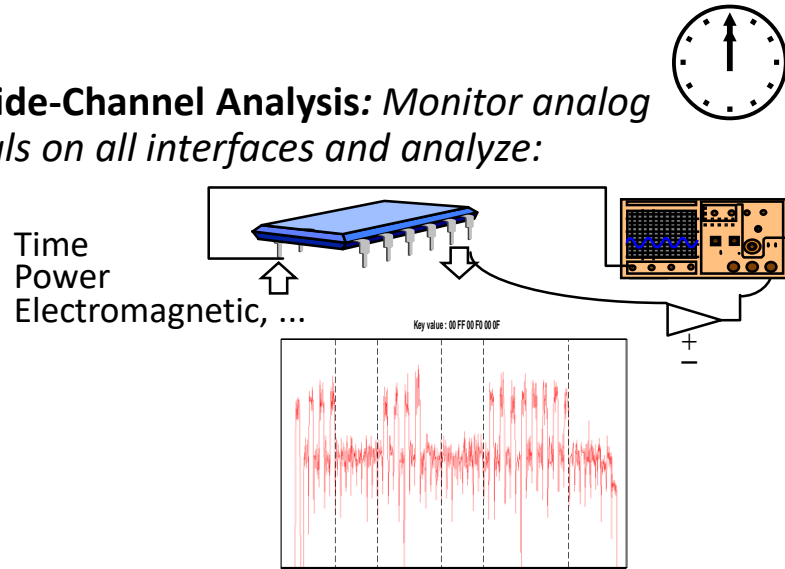 ide-Channel Analysis: Monitor analog
ls on all interfaces and analyze:
Time
Power
Electromagnetic, ...
+
−
Key value : 00 FF 00 F0 00 0F